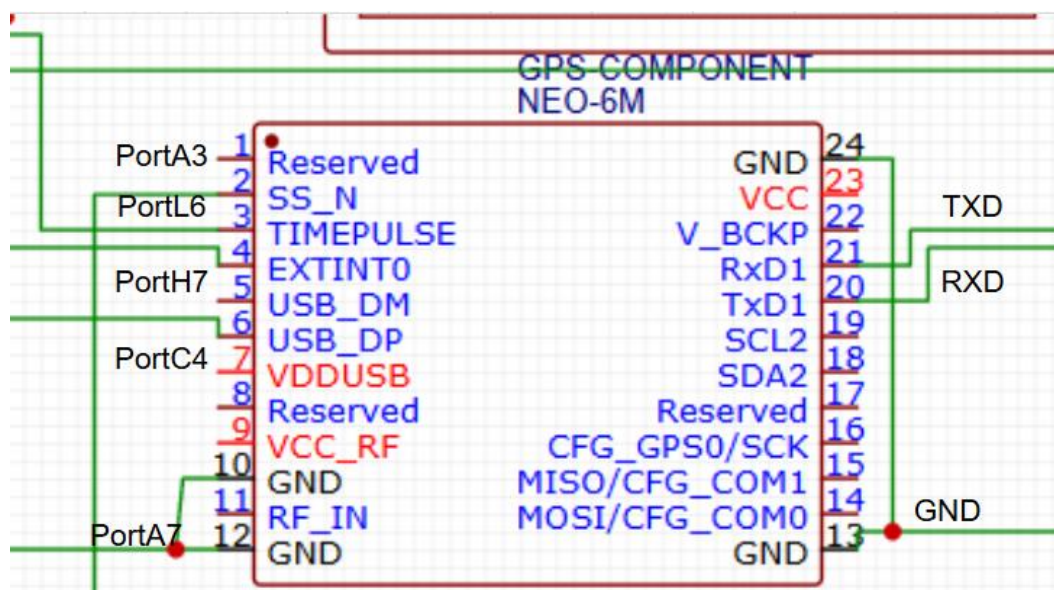 GPS-COMPONENT
NEO-6M
PortA3
1
Reserved
GND
24
2
SS_N
VCC
23
PortL6
3
TIMEPULSE
V_BCKP
22
TXD
4
EXTINT0
RxD1
21
PortH7
5
USB_DM
TxD1
20
RXD
6
USB_DP
SCL2
19
PortC4
7
VDDUSB
SDA2
18
8
Reserved
Reserved
17
9
VCC_RF
CFG_GPS0/SCK
16
10
GND
MISO/CFG_COM1
15
11
RF_IN
MOSI/CFG_COM0
14
GND
PortA7
12
GND
GND
13